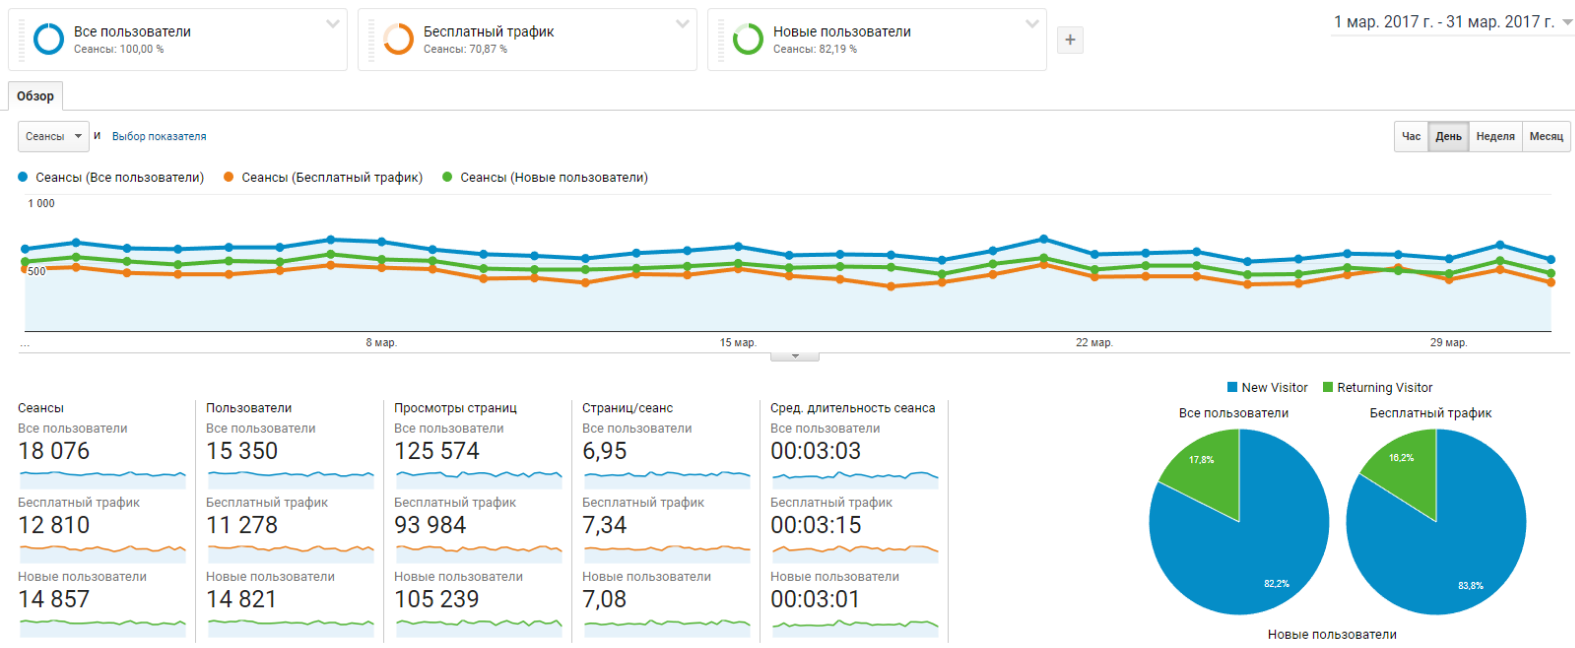 Все пользователи
Сеансы: 100,00 %
Бесплатный трафик
Сеансы: 70,87 %
Новые пользователи
Сеансы: 82,19 %
+
1 мар. 2017 г. - 31 мар. 2017 г.
Обзор
Сеансы и Выбор показателя
Час День Неделя Месяц
Сеансы (Все пользователи) Сеансы (Бесплатный трафик) Сеансы (Новые пользователи)
1 000
500
... 8 мар. 15 мар. 22 мар. 29 мар.
Сеансы
Все пользователи
18 076
Бесплатный трафик
12 810
Новые пользователи
14 857
Пользователи
Все пользователи
15 350
Бесплатный трафик
11 278
Новые пользователи
14 821
Просмотры страниц
Все пользователи
125 574
Бесплатный трафик
93 984
Новые пользователи
105 239
Страниц/сеанс
Все пользователи
6,95
Бесплатный трафик
7,34
Новые пользователи
7,08
Сред. длительность сеанса
Все пользователи
00:03:03
Бесплатный трафик
00:03:15
Новые пользователи
00:03:01
New Visitor Returning Visitor
Все пользователи
17,8%
82,2%
Бесплатный трафик
16,2%
83,8%
Новые пользователи